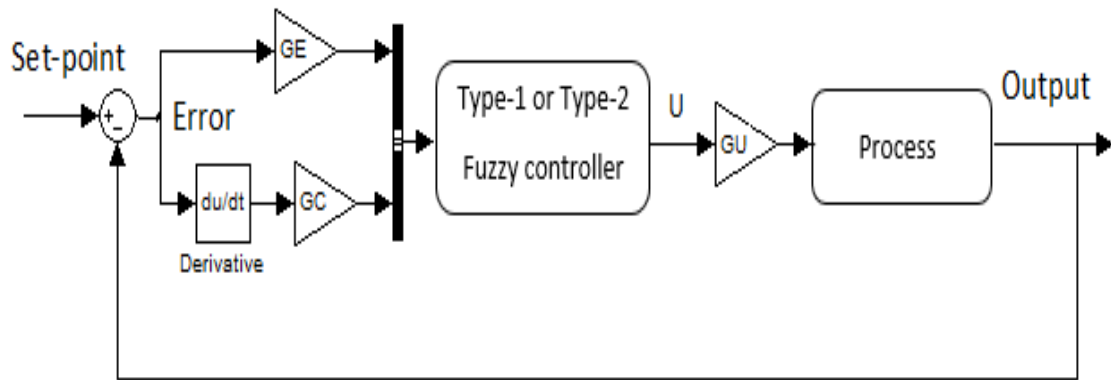 Set-point
+
−
Error
GE
du/dt
Derivative
GC
Type-1 or Type-2
Fuzzy controller
U
GU
Process
Output